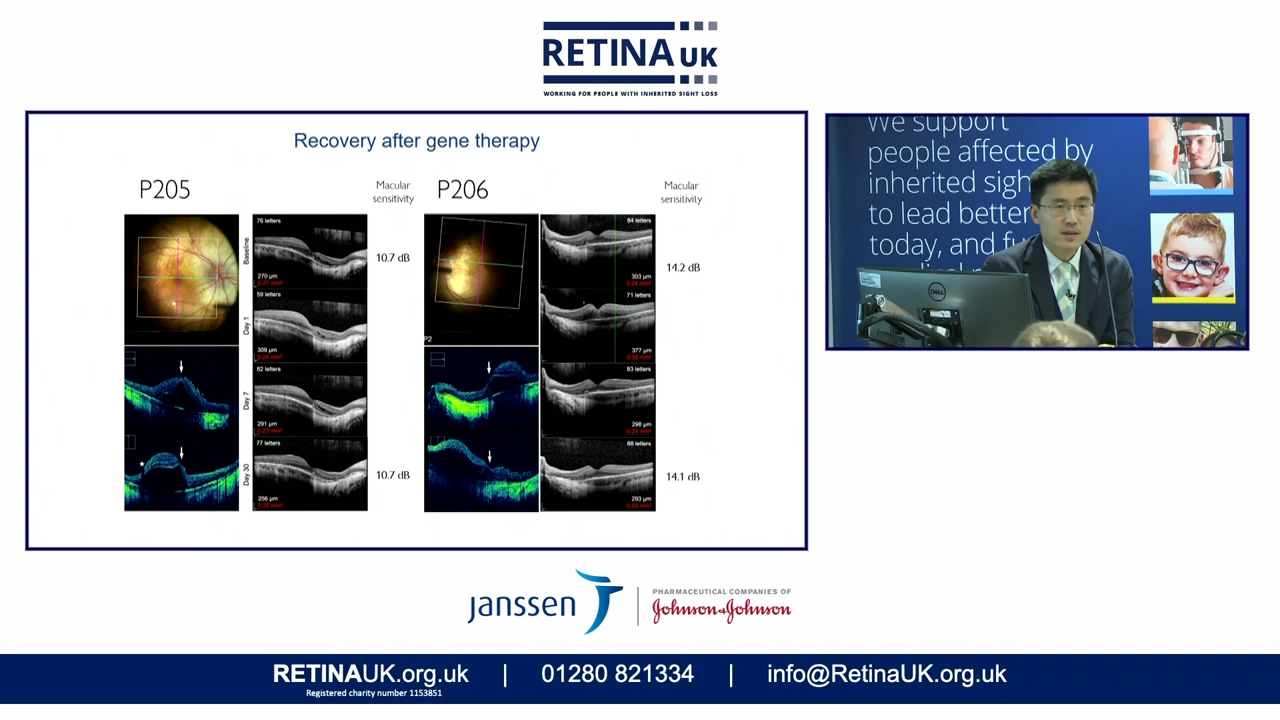 RETINA UK
WORKING FOR PEOPLE WITH INHERITED SIGHT LOSS
Recovery after gene therapy
P205
Macular
sensitivity
P206
Macular
sensitivity
Baseline
76 letters
270 µm
10.7 dB
84 letters
303 µm
14.2 dB
Day 1
59 letters
309 µm
71 letters
377 µm
P2
Day 7
82 letters
291 µm
83 letters
298 µm
Day 30
77 letters
10.7 dB
88 letters
293 µm
14.1 dB
We support
people affected by
inherited sigh
to lead better
today, and fu
DELL
janssen
PHARMACEUTICAL COMPANIES OF
Johnson & Johnson
RETINAUK.org.uk | 01280 821334 | info@RetinaUK.org.uk
Registered charity number 1153851